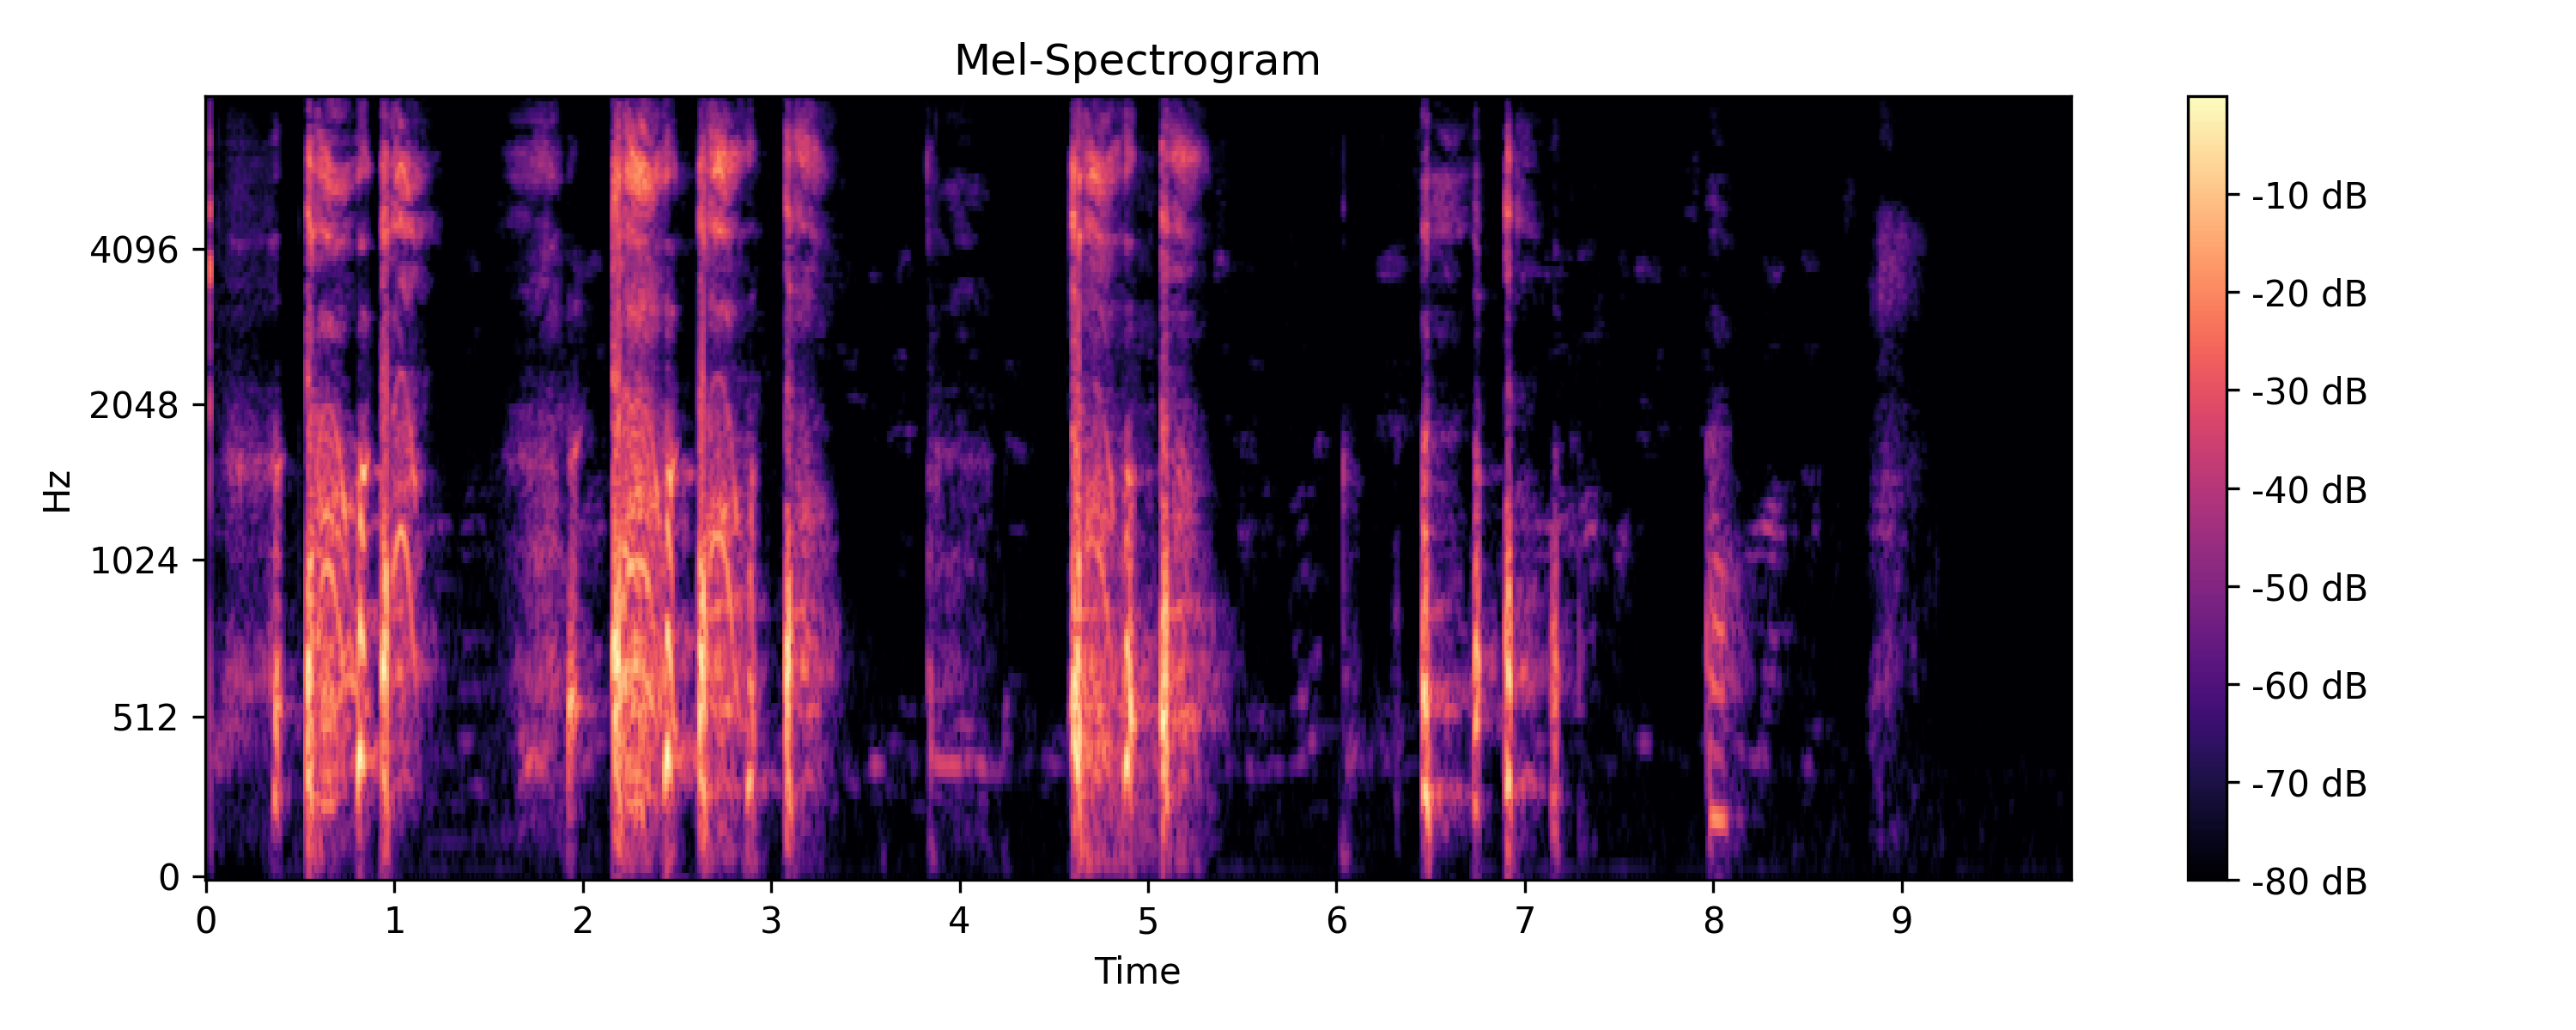 Mel-Spectrogram
Hz
4096
2048
1024
512
0
0 1 2 3 4 5 6 7 8 9
Time
-10 dB
-20 dB
-30 dB
-40 dB
-50 dB
-60 dB
-70 dB
-80 dB